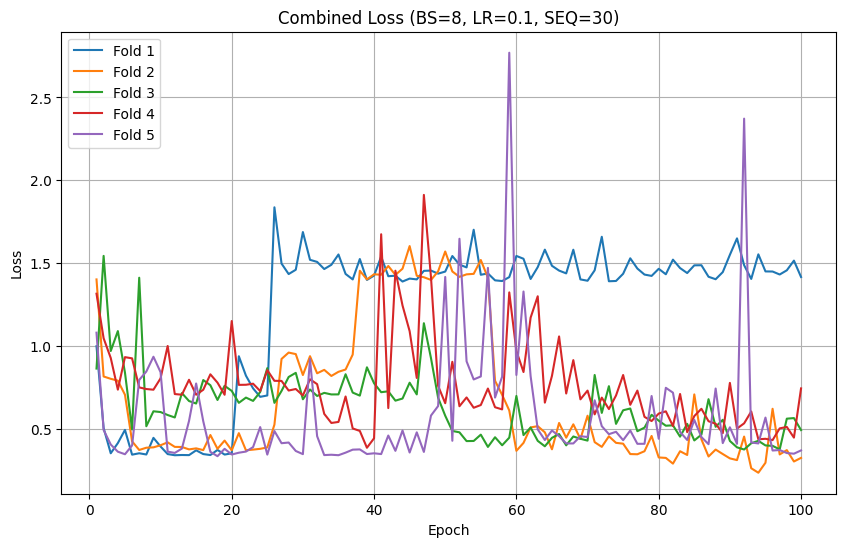 Combined Loss (BS=8, LR=0.1, SEQ=30)
Fold 1
Fold 2
Fold 3
Fold 4
Fold 5
Loss
2.5
2.0
1.5
1.0
0.5
0 20 40 60 80 100
Epoch